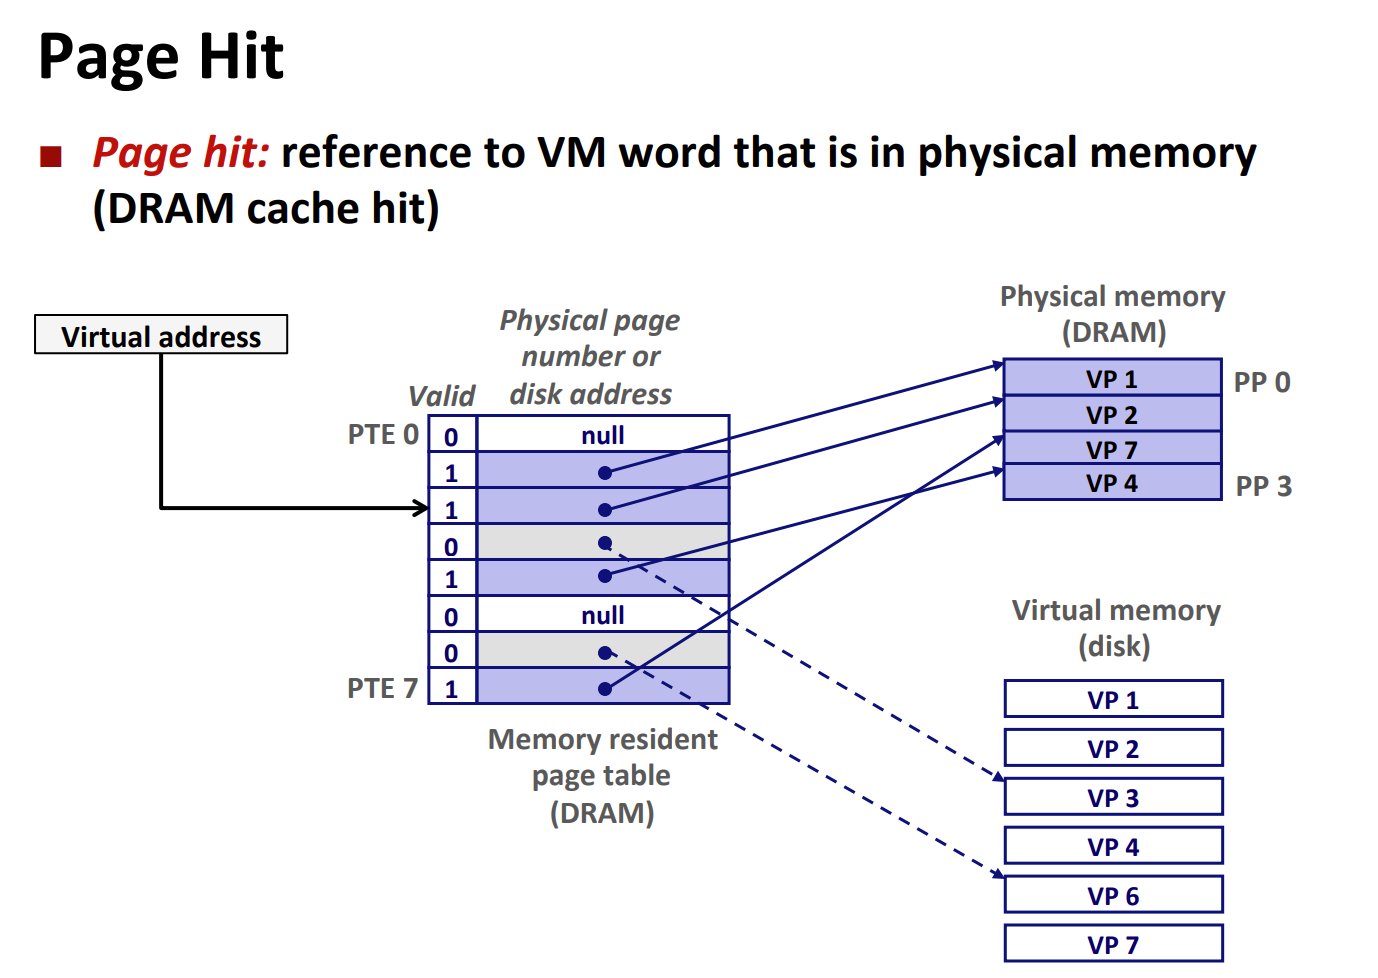 Page Hit
Page hit: reference to VM word that is in physical memory
(DRAM cache hit)
Virtual address
Physical page
number or
disk address
Valid
PTE 0
0
null
1
1
0
1
0
null
0
PTE 7
1
Memory resident
page table
(DRAM)
Physical memory
(DRAM)
VP 1
PP 0
VP 2
VP 7
VP 4
PP 3
Virtual memory
(disk)
VP 1
VP 2
VP 3
VP 4
VP 6
VP 7